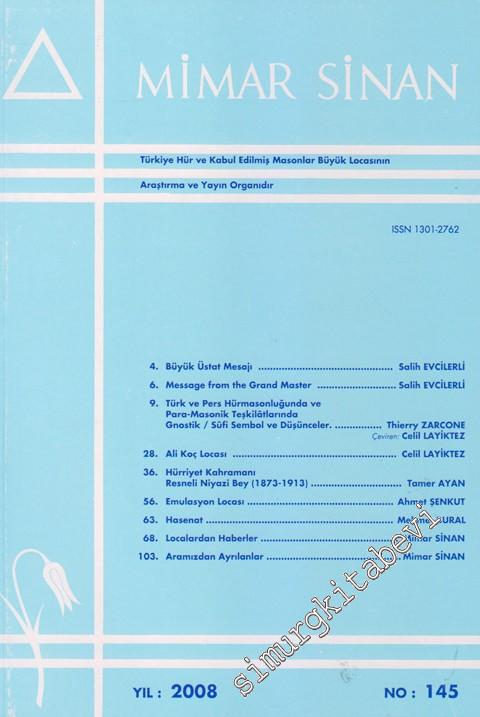 MİMAR SİNAN
Türkiye Hür ve Kabul Edilmiş Masonlar Büyük Locasının
Araştırma ve Yayın Organıdır
ISSN 1301-2762
4. Büyük Üstat Mesajı ........ Salih EVCİLERLİ
6. Message from the Grand Master ........ Salih EVCİLERLİ
9. Türk ve Pers Hürmasonluğunda ve
Para-Masonik Teşkilâtlarında
Gnostik / Sûfi Sembol ve Düşünceler. ........ Thierry ZARCONE
Çeviren: Celil LAYİKTEZ
28. Ali Koç Locası ........ Celil LAYİKTEZ
36. Hürriyet Kahramanı
Resneli Niyazi Bey (1873-1913) ........ Tamer AYAN
56. Emulasyon Locası ........ Ahmet ŞENKUT
63. Hasenat ........ Mehmet URAL
68. Localardan Haberler ........ Mimar SİNAN
103. Aramızdan Ayrılanlar ........ Mimar SİNAN
simurgkitabevi
YIL : 2008
NO : 145